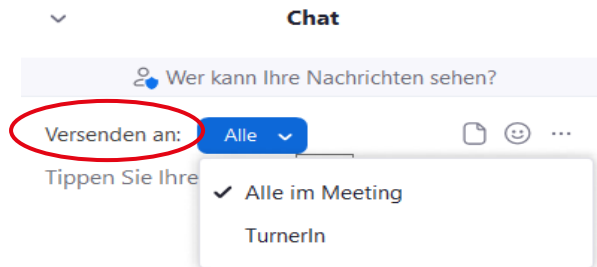 Chat
Wer kann Ihre Nachrichten sehen?
Versenden an: Alle
Tippen Sie Ihre
Alle im Meeting
TurnerIn